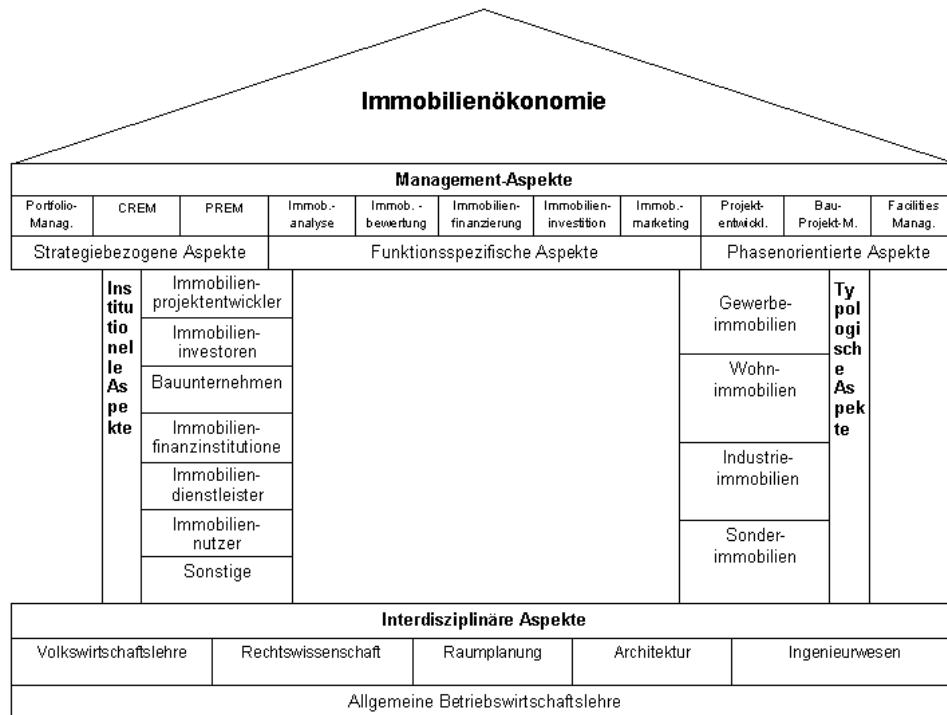 Immobilienökonomie
Management-Aspekte
Portfolio-
Manag.
CREM
PREM
Immob.-
analyse
Immob. -
bewertung
Immobilien-
finanzierung
Immobilien-
investition
Immob.-
marketing
Projekt-
entwickl.
Bau-
Projekt-M.
Facilities
Manag.
Strategiebezogene Aspekte
Funktionsspezifische Aspekte
Phasenorientierte Aspekte
Ins
titu
tio
nel
le
As
pe
kte
Immobilien-
projektentwickler
Immobilien-
investoren
Bauunternehmen
Immobilien-
finanzinstitutione
Immobilien-
dienstleister
Immobilien-
nutzer
Sonstige
Gewerbe-
immobilien
Wohn-
immobilien
Industrie-
immobilien
Sonder-
immobilien
Ty
pol
ogi
sch
e
As
pek
te
Interdisziplinäre Aspekte
Volkswirtschaftslehre
Rechtswissenschaft
Raumplanung
Architektur
Ingenieurwesen
Allgemeine Betriebswirtschaftslehre